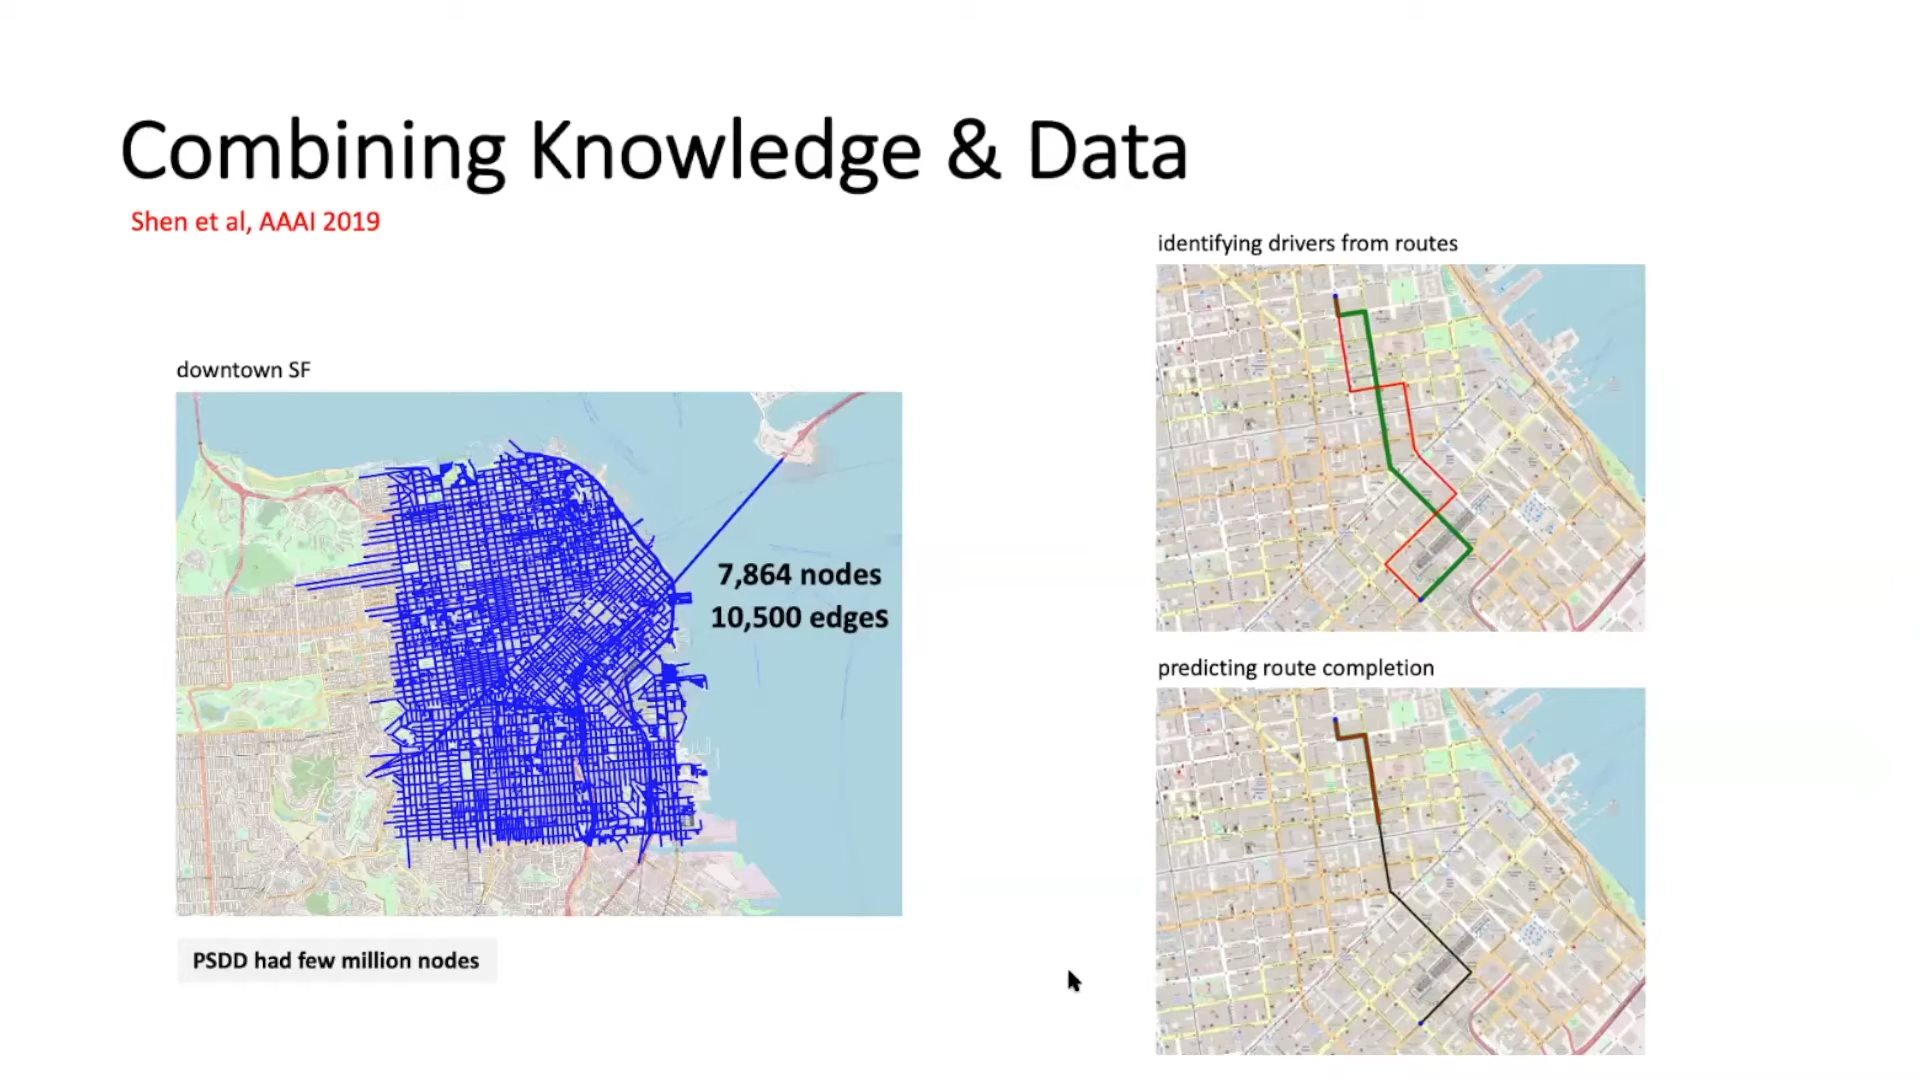 Combining Knowledge & Data
Shen et al, AAAI 2019
downtown SF
7,864 nodes
10,500 edges
PSDD had few million nodes
identifying drivers from routes
predicting route completion